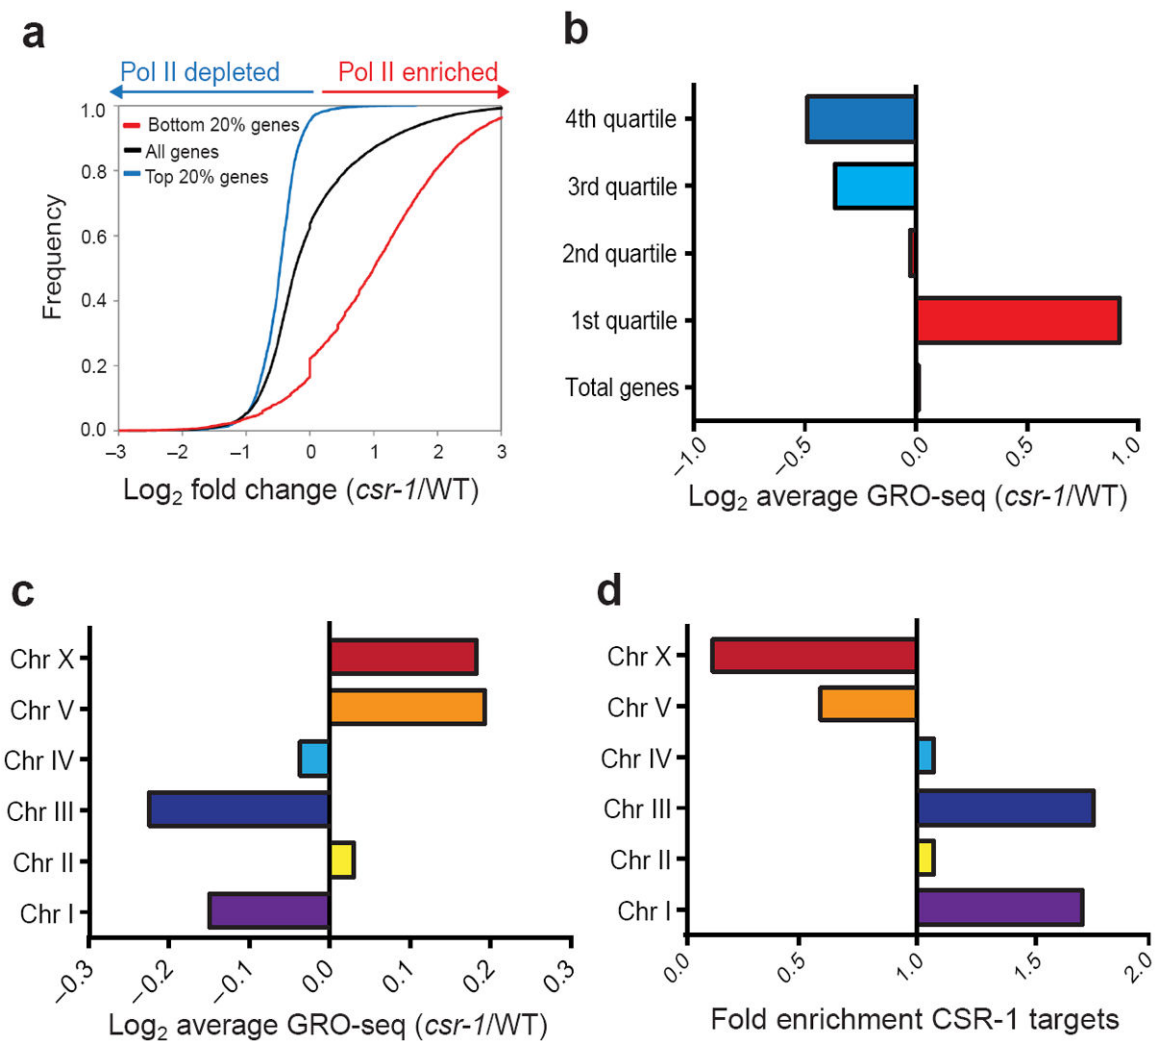 a
Pol II depleted
Pol II enriched
1.0
0.8
0.6
0.4
0.2
0.0
Frequency
Bottom 20% genes
All genes
Top 20% genes
–3
–2
–1
0
1
2
3
Log2 fold change (csr-1/WT)
b
4th quartile
3rd quartile
2nd quartile
1st quartile
Total genes
–1.0
–0.5
0.0
0.5
1.0
Log2 average GRO-seq (csr-1/WT)
c
Chr X
Chr V
Chr IV
Chr III
Chr II
Chr I
–0.3
–0.2
–0.1
0.0
0.1
0.2
0.3
Log2 average GRO-seq (csr-1/WT)
d
Chr X
Chr V
Chr IV
Chr III
Chr II
Chr I
0.0
0.5
1.0
1.5
2.0
Fold enrichment CSR-1 targets